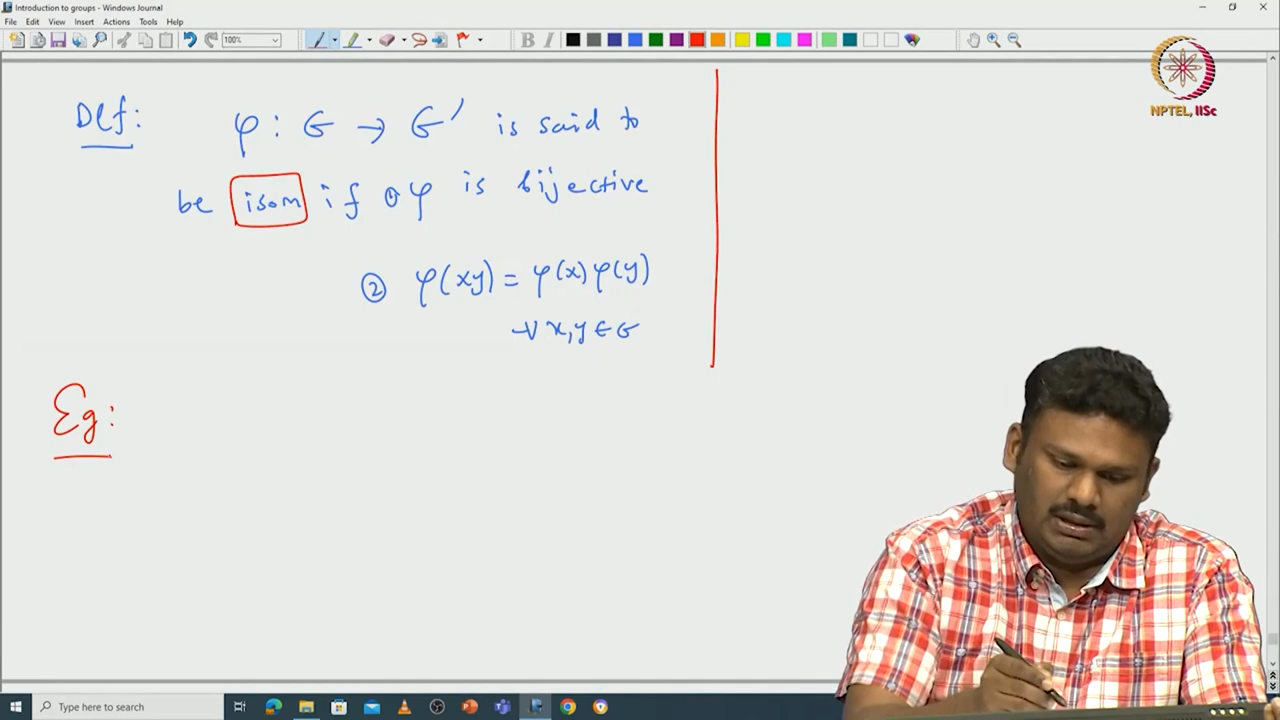 Introduction to groups - Windows Journal
File Edit View Insert Actions Tools Help
100%
B I
NPTEL, IISc
Def: φ : G → G' is said to
be isom if ① φ is bijective
② φ(xy) = φ(x) φ(y)
∀ x, y ∈ G
Eg:
Type here to search